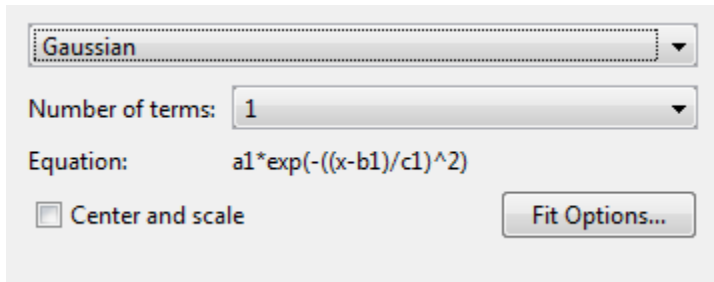 Gaussian
Number of terms: 1
Equation: a1*exp(-((x-b1)/c1)^2)
Center and scale Fit Options...